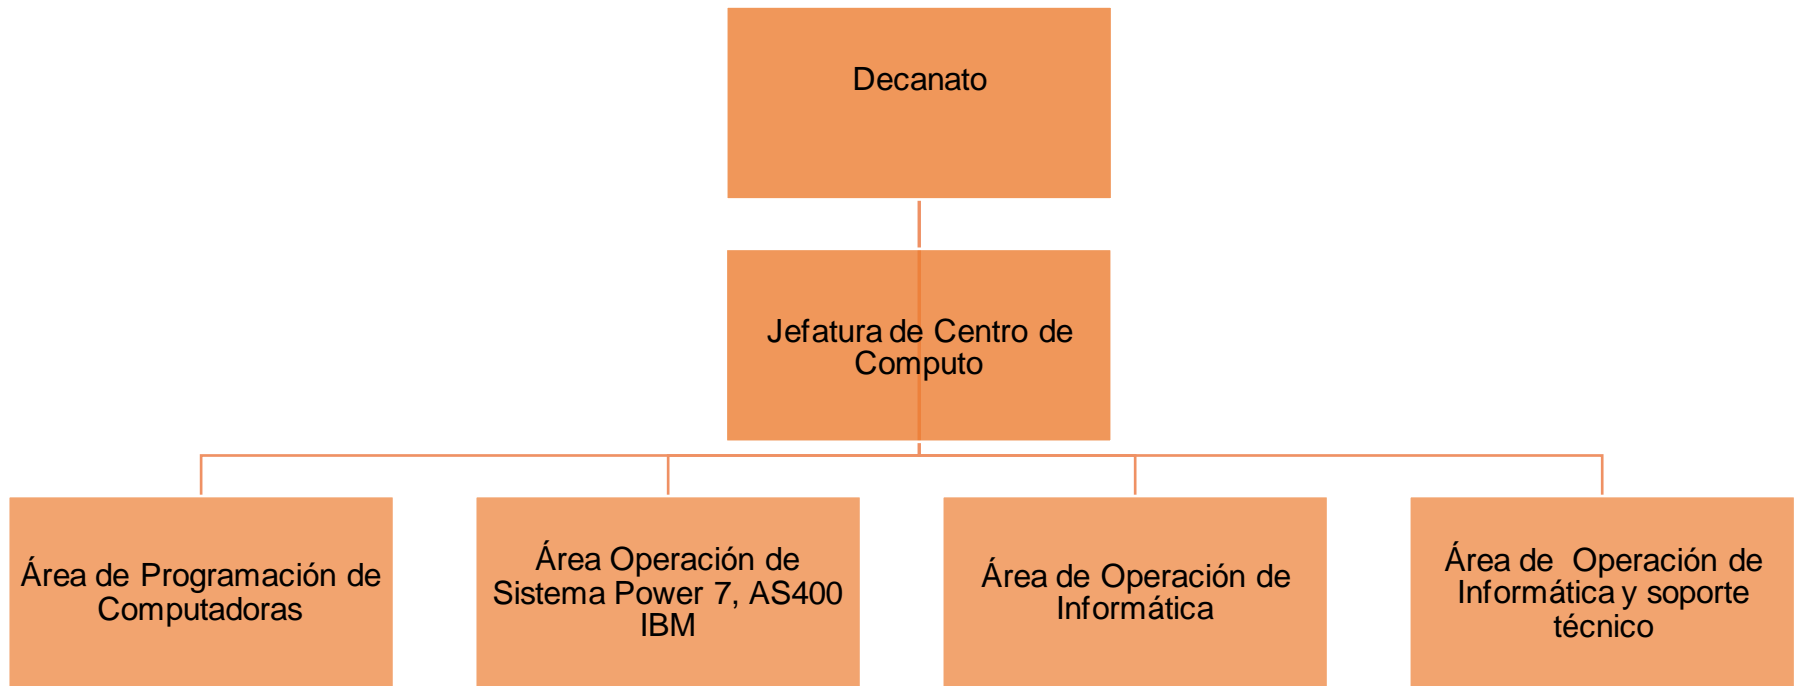 Decanato
Jefatura de Centro de
Computo
Área de Programación de
Computadoras
Área Operación de
Sistema Power 7, AS400
IBM
Área de Operación de
Informática
Área de  Operación de
Informática y soporte
técnico